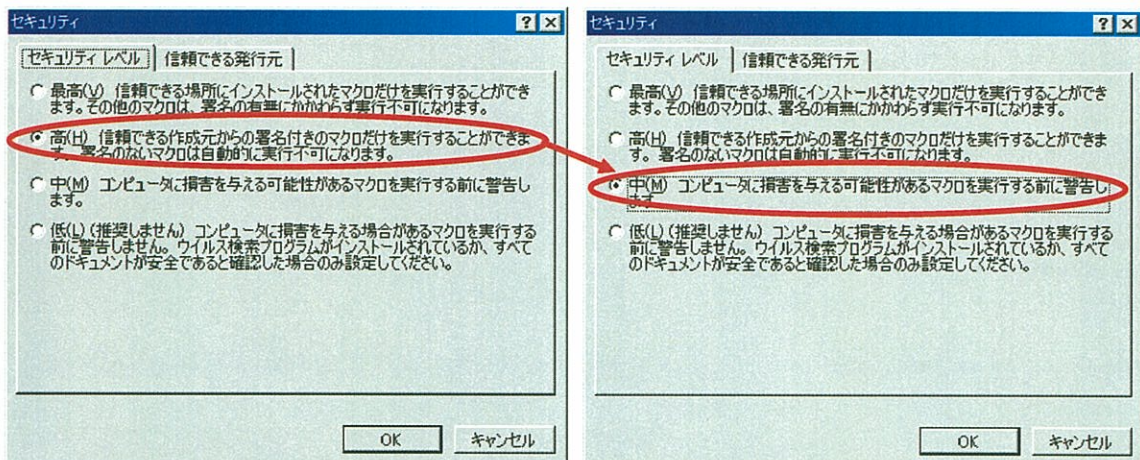 セキュリティ
セキュリティ レベル
信頼できる発行元
最高(V) 信頼できる場所にインストールされたマクロだけを実行することができ
ます。その他のマクロは、署名の有無にかかわらず実行不可になります。
高(H) 信頼できる作成元からの署名付きのマクロだけを実行することができま
す。 署名のないマクロは自動的に実行不可になります。
中(M) コンピュータに損害を与える可能性があるマクロを実行する前に警告し
ます。
低(L) (推奨しません) コンピュータに損害を与える場合があるマクロを実行する
前に警告しません。ウイルス検索プログラムがインストールされているか、すべて
のドキュメントが安全であると確認した場合のみ設定してください。
OK
キャンセル
セキュリティ
セキュリティ レベル
信頼できる発行元
最高(V) 信頼できる場所にインストールされたマクロだけを実行することができ
ます。その他のマクロは、署名の有無にかかわらず実行不可になります。
高(H) 信頼できる作成元からの署名付きのマクロだけを実行することができま
す。 署名のないマクロは自動的に実行不可になります。
中(M) コンピュータに損害を与える可能性があるマクロを実行する前に警告し
ます。
低(L) (推奨しません) コンピュータに損害を与える場合があるマクロを実行する
前に警告しません。ウイルス検索プログラムがインストールされているか、すべて
のドキュメントが安全であると確認した場合のみ設定してください。
OK
キャンセル